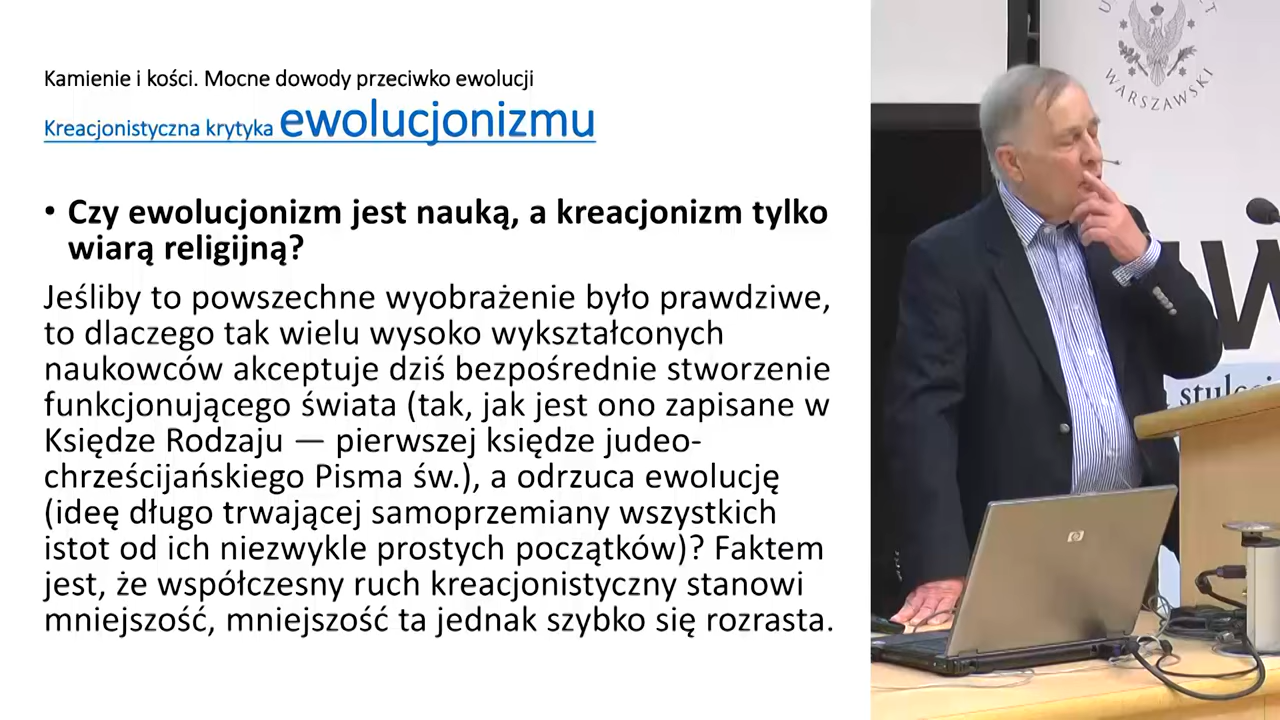 Kamienie i kości. Mocne dowody przeciwko ewolucji
Kreacjonistyczna krytyka ewolucjonizmu
• Czy ewolucjonizm jest nauką, a kreacjonizm tylko
wiarą religijną?
Jeśliby to powszechne wyobrażenie było prawdziwe,
to dlaczego tak wielu wysoko wykształconych
naukowców akceptuje dziś bezpośrednie stworzenie
funkcjonującego świata (tak, jak jest ono zapisane w
Księdze Rodzaju — pierwszej księdze judeo-
chrześcijańskiego Pisma św.), a odrzuca ewolucję
(ideę długo trwającej samoprzemiany wszystkich
istot od ich niezwykle prostych początków)? Faktem
jest, że współczesny ruch kreacjonistyczny stanowi
mniejszość, mniejszość ta jednak szybko się rozrasta.
WARSZAWSKI
W
hp